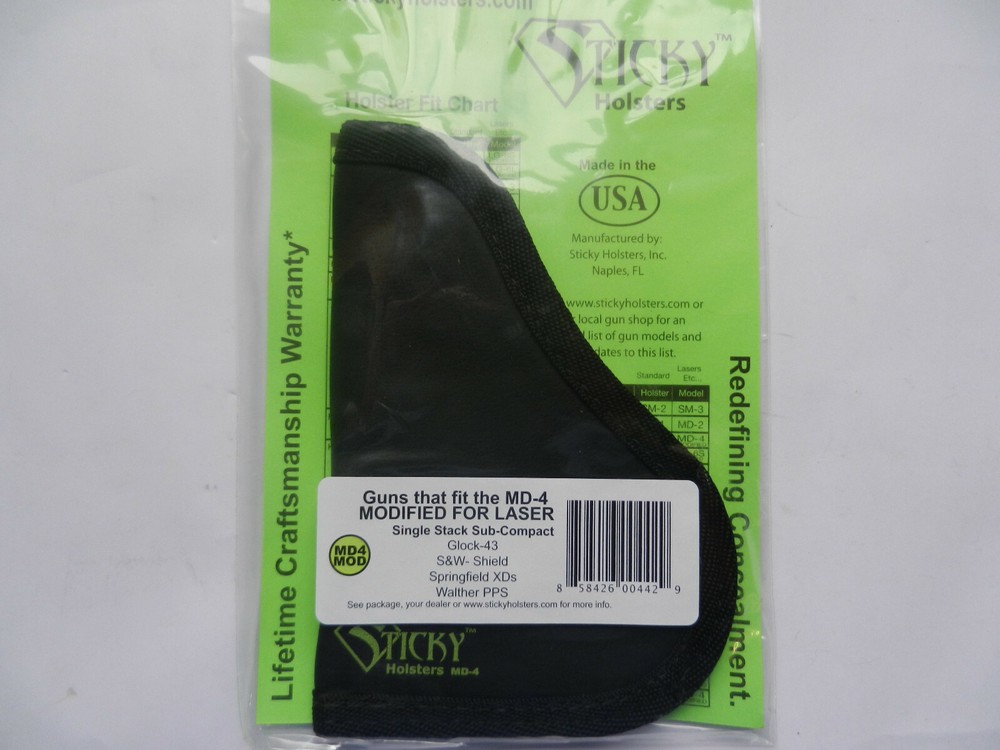 stickyholsters.com
STICKY™
Holsters
Holster Fit Chart
Made in the
USA
Manufactured by:
Sticky Holsters, Inc.
Naples, FL
www.stickyholsters.com or
local gun shop for an
list of gun models and
to this list.
Standard
Lasers
Etc...
Holster Model
SM-3
MD-2
MD-4
Lifetime Craftsmanship Warranty*
Redefining Concealment.
Guns that fit the MD-4
MODIFIED FOR LASER
Single Stack Sub-Compact
Glock-43
S&W- Shield
Springfield XDs
Walther PPS
See package, your dealer or www.stickyholsters.com for more info.
MD4
MOD
8 58426 00442 9
STICKY™
Holsters MD-4